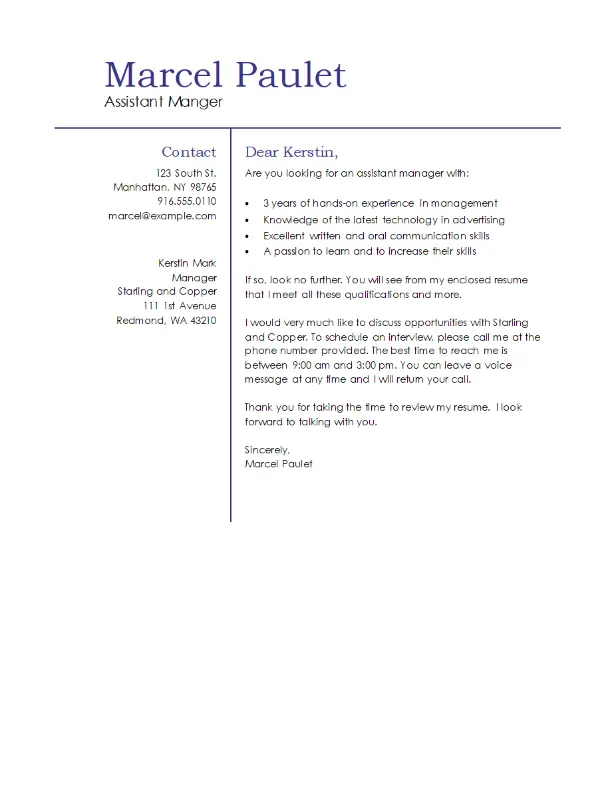 Marcel Paulet
Assistant Manger
Contact
123 South St.
Manhattan, NY 98765
916.555.0110
marcel@example.com
Kerstin Mark
Manager
Starling and Copper
111 1st Avenue
Redmond, WA 43210
Dear Kerstin,
Are you looking for an assistant manager with:
• 3 years of hands-on experience in management
• Knowledge of the latest technology in advertising
• Excellent written and oral communication skills
• A passion to learn and to increase their skills
If so, look no further. You will see from my enclosed resume
that I meet all these qualifications and more.
I would very much like to discuss opportunities with Starling
and Copper. To schedule an interview, please call me at the
phone number provided. The best time to reach me is
between 9:00 am and 3:00 pm. You can leave a voice
message at any time and I will return your call.
Thank you for taking the time to review my resume. I look
forward to talking with you.
Sincerely,
Marcel Paulet